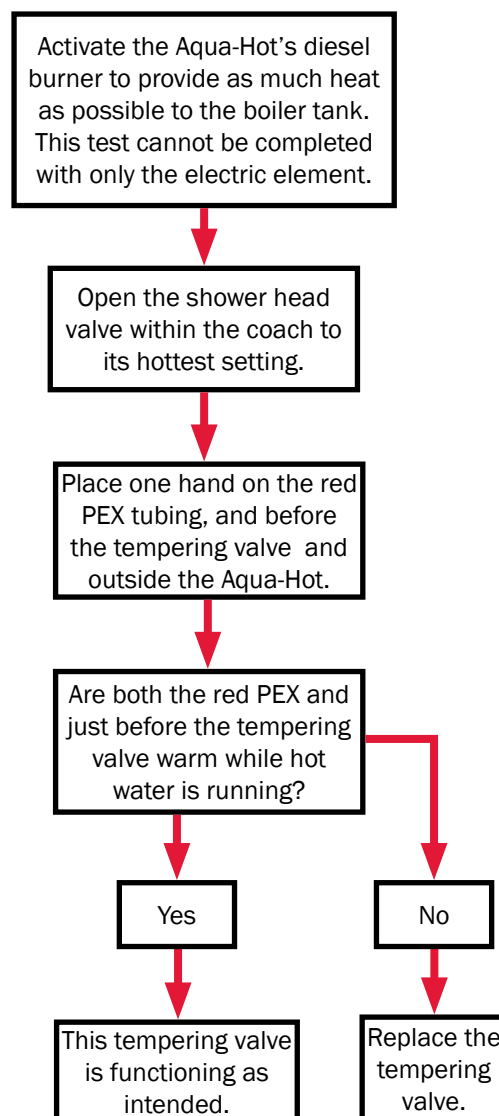 Activate the Aqua-Hot’s diesel
burner to provide as much heat
as possible to the boiler tank.
This test cannot be completed
with only the electric element.
Open the shower head
valve within the coach to
its hottest setting.
Place one hand on the red
PEX tubing, and before
the tempering valve and
outside the Aqua-Hot.
Are both the red PEX and
just before the tempering
valve warm while hot
water is running?
Yes
No
This tempering valve
is functioning as
intended.
Replace the
tempering
valve.